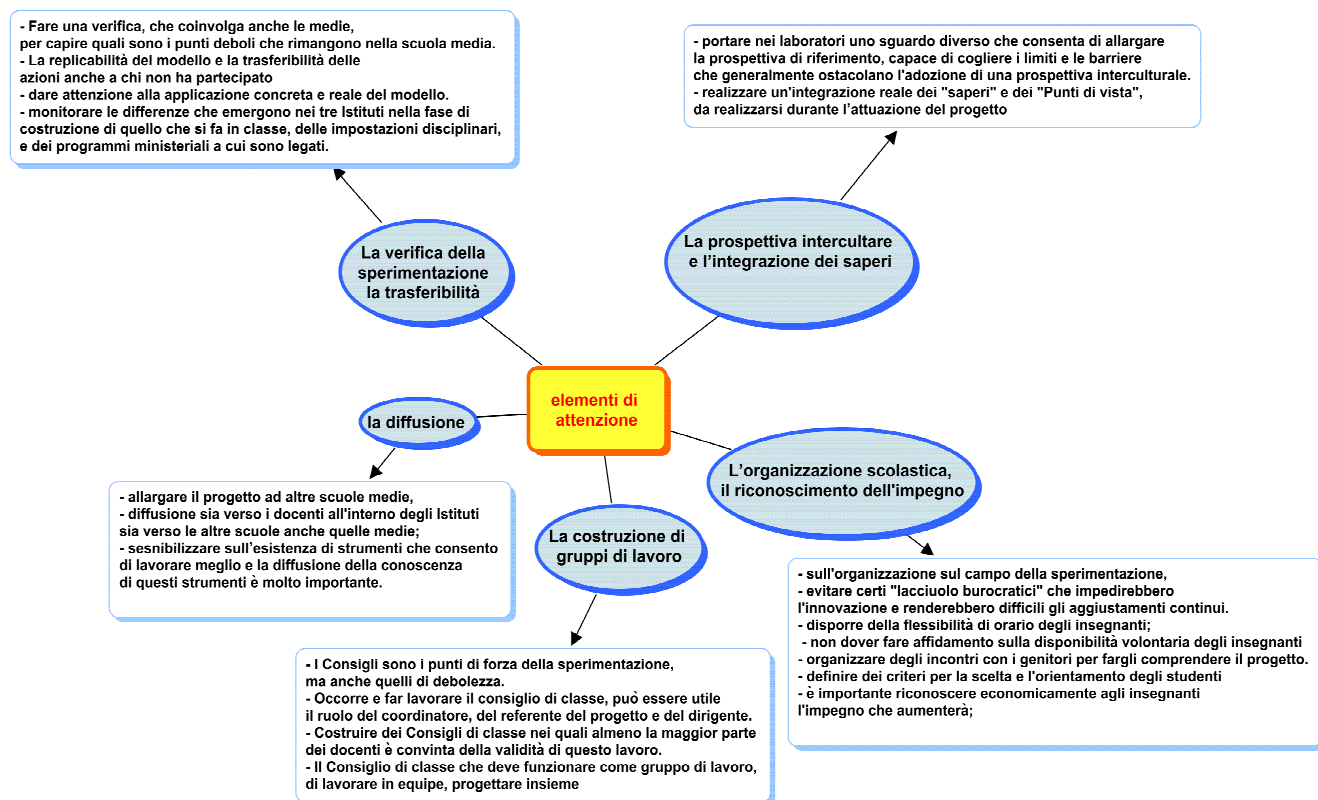 - Fare una verifica, che coinvolga anche le medie,
per capire quali sono i punti deboli che rimangono nella scuola media.
- La replicabilità del modello e la trasferibilità delle
azioni anche a chi non ha partecipato
- dare attenzione alla applicazione concreta e reale del modello.
- monitorare le differenze che emergono nei tre Istituti nella fase di
costruzione di quello che si fa in classe, delle impostazioni disciplinari,
e dei programmi ministeriali a cui sono legati.
- portare nei laboratori uno sguardo diverso che consenta di allargare
la prospettiva di riferimento, capace di cogliere i limiti e le barriere
che generalmente ostacolano l'adozione di una prospettiva interculturale.
- realizzare un'integrazione reale dei "saperi" e dei "Punti di vista",
da realizzarsi durante l’attuazione del progetto
La verifica della
sperimentazione
la trasferibilità
La prospettiva intercultare
e l’integrazione dei saperi
elementi di
attenzione
la diffusione
L’organizzazione scolastica,
il riconoscimento dell'impegno
La costruzione di
gruppi di lavoro
- allargare il progetto ad altre scuole medie,
- diffusione sia verso i docenti all'interno degli Istituti
sia verso le altre scuole anche quelle medie;
- sesnibilizzare sull’esistenza di strumenti che consento
di lavorare meglio e la diffusione della conoscenza
di questi strumenti è molto importante.
- sull'organizzazione sul campo della sperimentazione,
- evitare certi "lacciuolo burocratici" che impedirebbero
l'innovazione e renderebbero difficili gli aggiustamenti continui.
- disporre della flessibilità di orario degli insegnanti;
- non dover fare affidamento sulla disponibilità volontaria degli insegnanti
- organizzare degli incontri con i genitori per fargli comprendere il progetto.
- definire dei criteri per la scelta e l'orientamento degli studenti
- è importante riconoscere economicamente agli insegnanti
l'impegno che aumenterà;
- I Consigli sono i punti di forza della sperimentazione,
ma anche quelli di debolezza.
- Occorre e far lavorare il consiglio di classe, può essere utile
il ruolo del coordinatore, del referente del progetto e del dirigente.
- Costruire dei Consigli di classe nei quali almeno la maggior parte
dei docenti è convinta della validità di questo lavoro.
- Il Consiglio di classe che deve funzionare come gruppo di lavoro,
di lavorare in equipe, progettare insieme